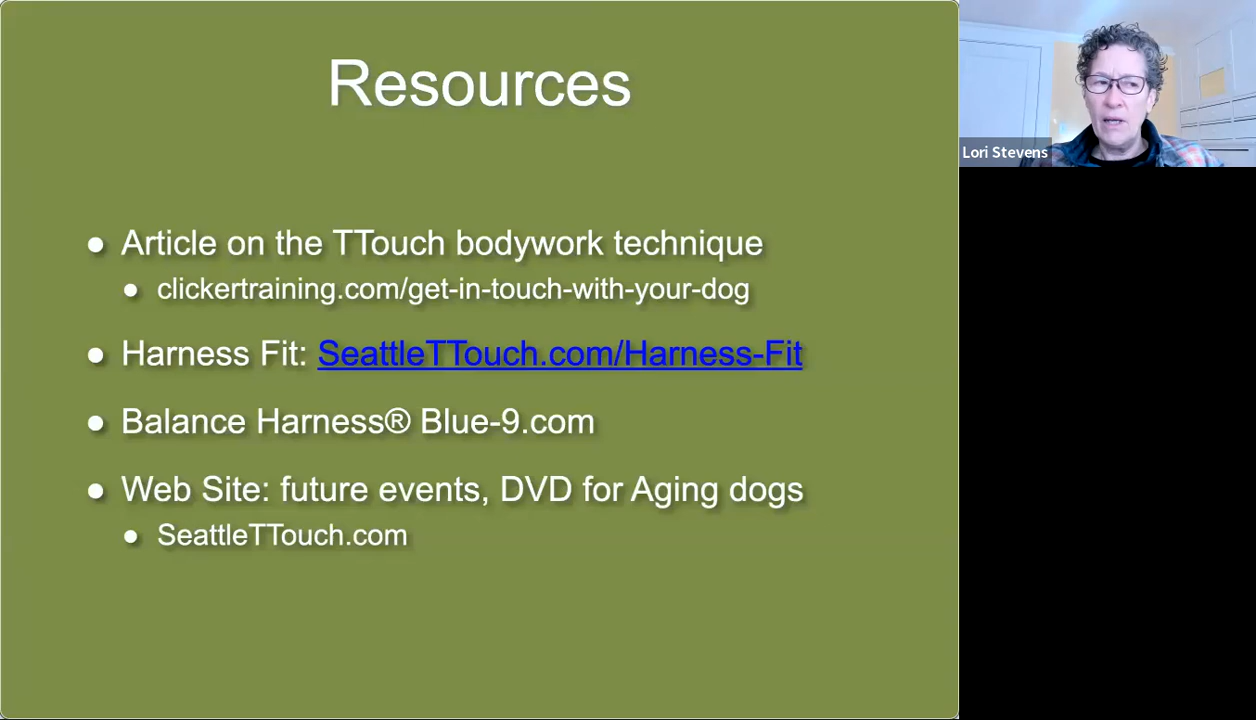 Resources
Lori Stevens
● Article on the TTouch bodywork technique
● clickertraining.com/get-in-touch-with-your-dog
● Harness Fit: SeattleTTouch.com/Harness-Fit
● Balance Harness® Blue-9.com
● Web Site: future events, DVD for Aging dogs
● SeattleTTouch.com